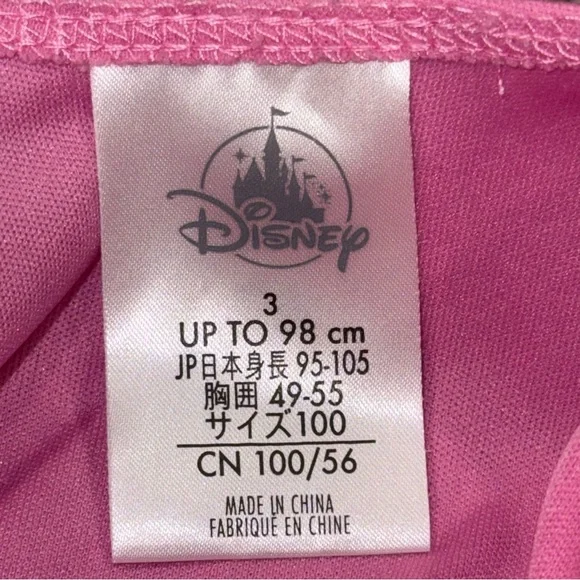 Disney
3
UP TO 98 cm
JP日本身長 95-105
胸囲 49-55
サイズ100
CN 100/56
MADE IN CHINA
FABRIQUÉ EN CHINE